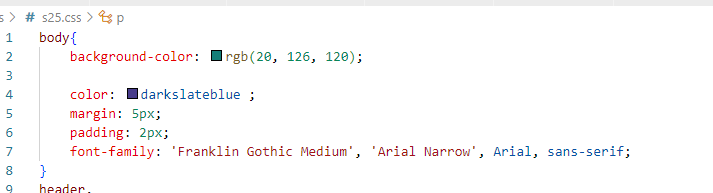 s > # s25.css > p
1 body{
2     background-color: rgb(20, 126, 120);
3
4     color: darkslateblue ;
5     margin: 5px;
6     padding: 2px;
7     font-family: 'Franklin Gothic Medium', 'Arial Narrow', Arial, sans-serif;
8 }
9 header,